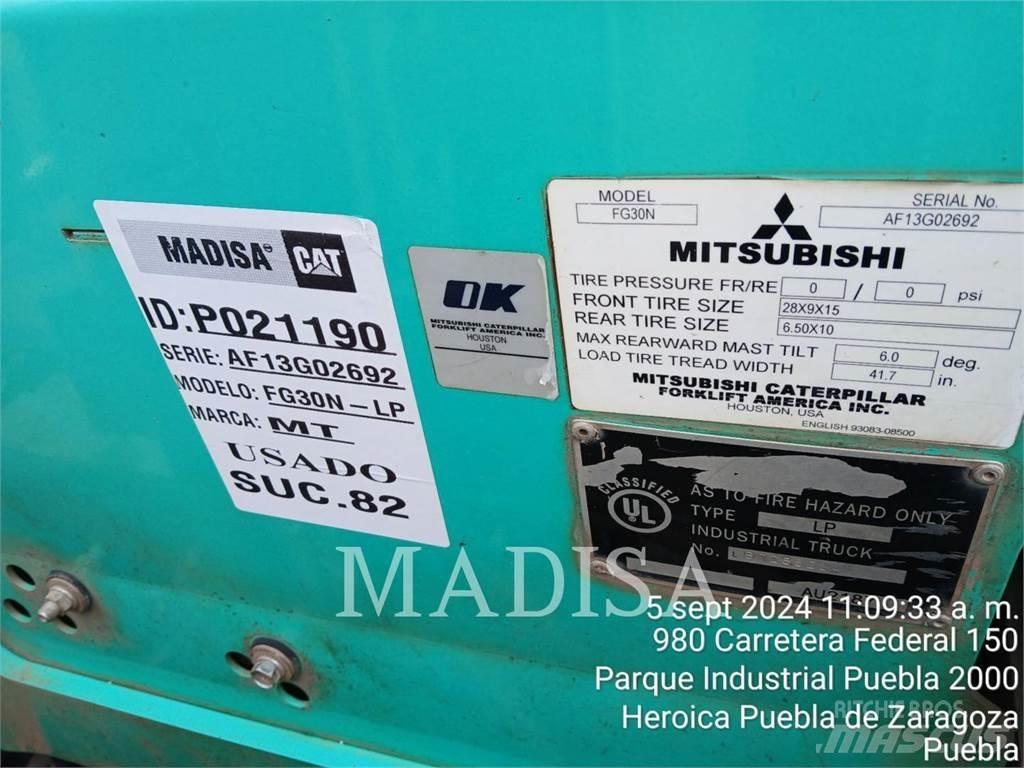 MADISA CAT
ID:P021190
SERIE: AF13G02692
MODELO: FG30N-LP
MARCA: MT
USADO
SUC.82
OK
MITSUBISHI CATERPILLAR
FORKLIFT AMERICA INC.
HOUSTON
USA
MODEL
FG30N
SERIAL No.
AF13G02692
MITSUBISHI
TIRE PRESSURE FR/RE 0 / 0 psi
FRONT TIRE SIZE 28X9X15
REAR TIRE SIZE 6.50X10
MAX REARWARD MAST TILT 6.0 deg.
LOAD TIRE TREAD WIDTH 41.7 in.
MITSUBISHI CATERPILLAR
FORKLIFT AMERICA INC.
HOUSTON, USA
ENGLISH 93083-08500
CLASSIFIED
UL
AS TO FIRE HAZARD ONLY
TYPE LP
INDUSTRIAL TRUCK
No.
MADISA
5 sept 2024 11:09:33 a. m.
980 Carretera Federal 150
Parque Industrial Puebla 2000
Heroica Puebla de Zaragoza
Puebla
RITCHIE BROS
MASCUS